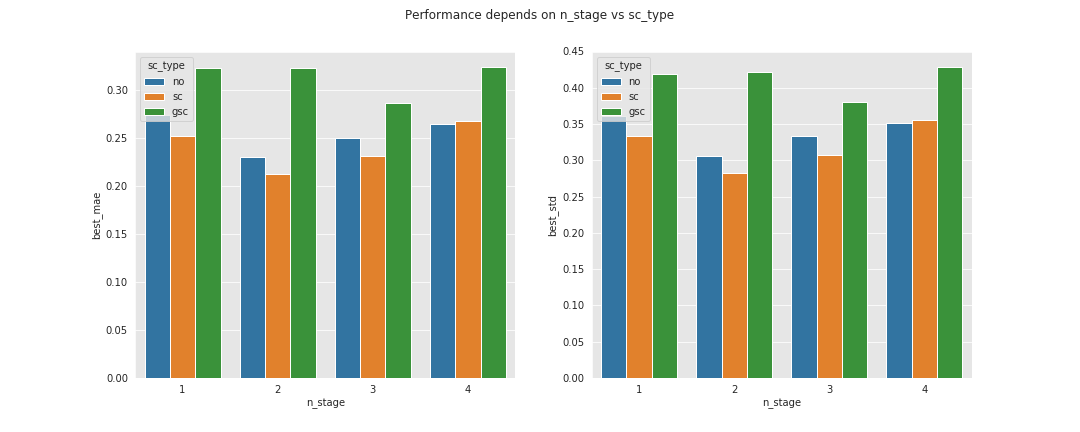 Performance depends on n_stage vs sc_type
sc_type
no
sc
gsc
0.30
0.25
0.20
0.15
0.10
0.05
0.00
best_mae
1 2 3 4
n_stage
sc_type
no
sc
gsc
0.45
0.40
0.35
0.30
0.25
0.20
0.15
0.10
0.05
0.00
best_std
1 2 3 4
n_stage